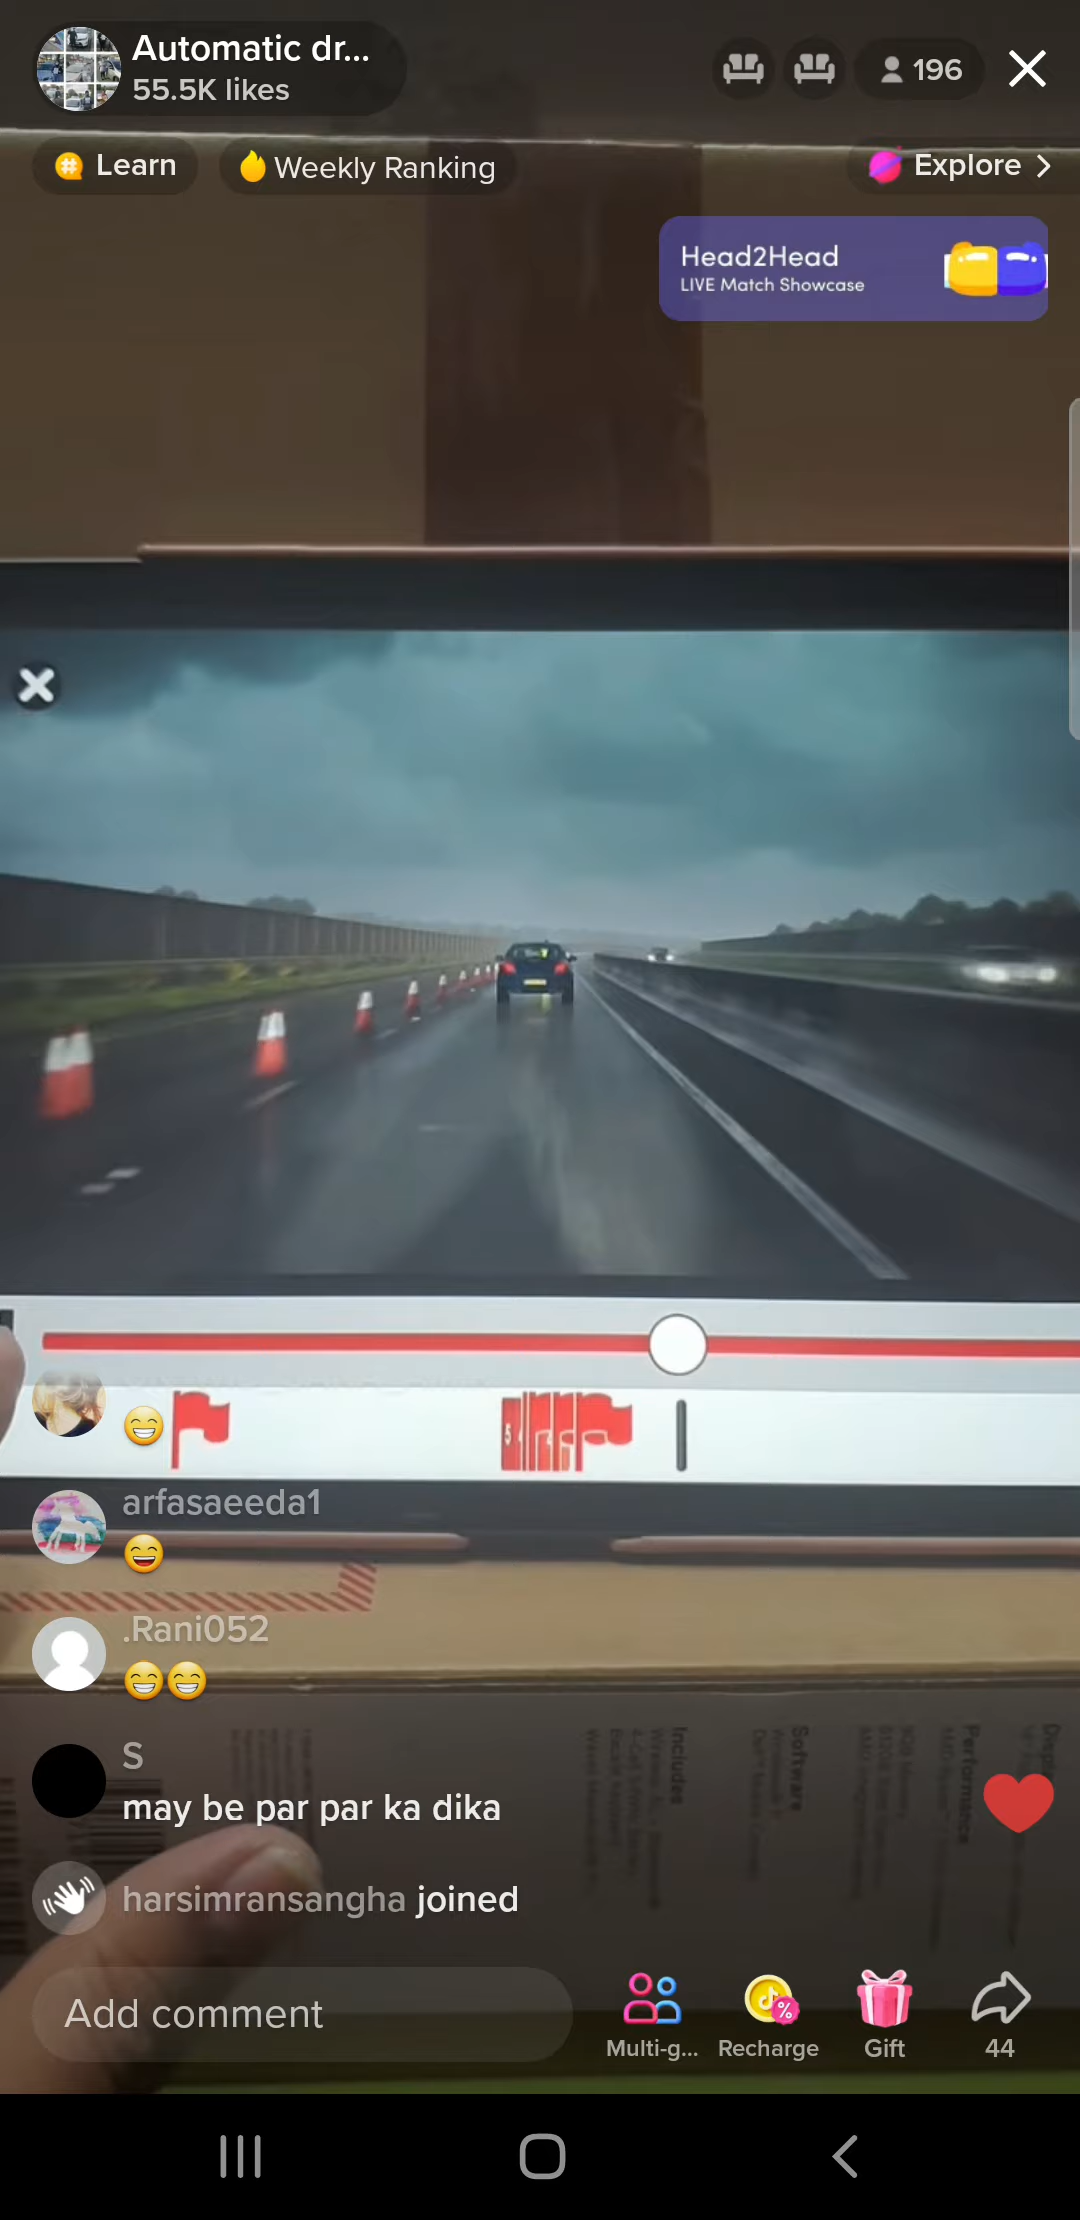 Automatic dr...
55.5K likes
196
Learn
Weekly Ranking
Explore
Head2Head
LIVE Match Showcase
5
arfasaeeda1
.Rani052
S
may be par par ka dika
Includes
Software
Performance
harsimransangha joined
Add comment
Multi-g...
Recharge
Gift
44